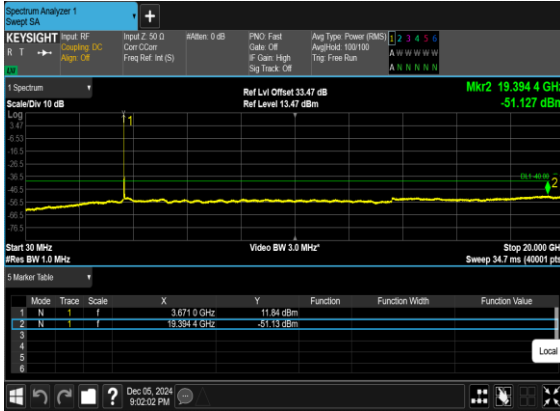 Spectrum Analyzer 1
Swept SA
+
KEYSIGHT
R T
Input: RF
Coupling: DC
Align: Off
Input Z: 50 Ω
Corr CCorr
Freq Ref: Int (S)
#Atten: 0 dB
PNO: Fast
Gate: Off
IF Gain: High
Sig Track: Off
Avg Type: Power (RMS)
Avg|Hold: 100/100
Trig: Free Run
1 2 3 4 5 6
A W W W W W
A N N N N N
1 Spectrum
Scale/Div 10 dB
Ref Lvl Offset 33.47 dB
Ref Level 13.47 dBm
Mkr2 19.394 4 GHz
-51.127 dBm
Log
3.47
-6.53
-16.5
-26.5
-36.5
-46.5
-56.5
-66.5
-76.5
1
DL1 -40.00
2
Start 30 MHz
#Res BW 1.0 MHz
Video BW 3.0 MHz*
Stop 20.000 GH
Sweep 34.7 ms (40001 pts
5 Marker Table
Mode Trace Scale X Y Function Function Width Function Value
1 N 1 f 3.671 0 GHz 11.84 dBm
2 N 1 f 19.394 4 GHz -51.13 dBm
3
4
5
6
Local
?
Dec 05, 2024
9:02:02 PM